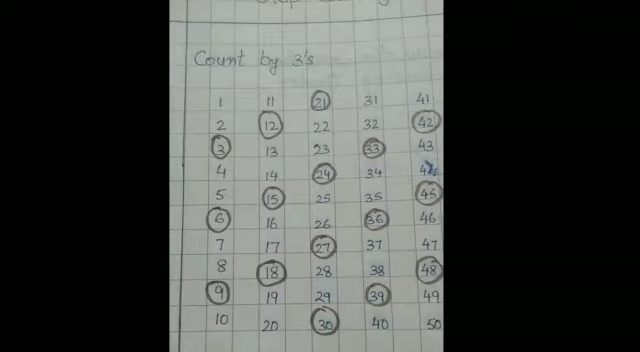 Count by 3's
1 11 21 31 41
2 12 22 32 42
3 13 23 33 43
4 14 24 34 44
5 15 25 35 45
6 16 26 36 46
7 17 27 37 47
8 18 28 38 48
9 19 29 39 49
10 20 30 40 50